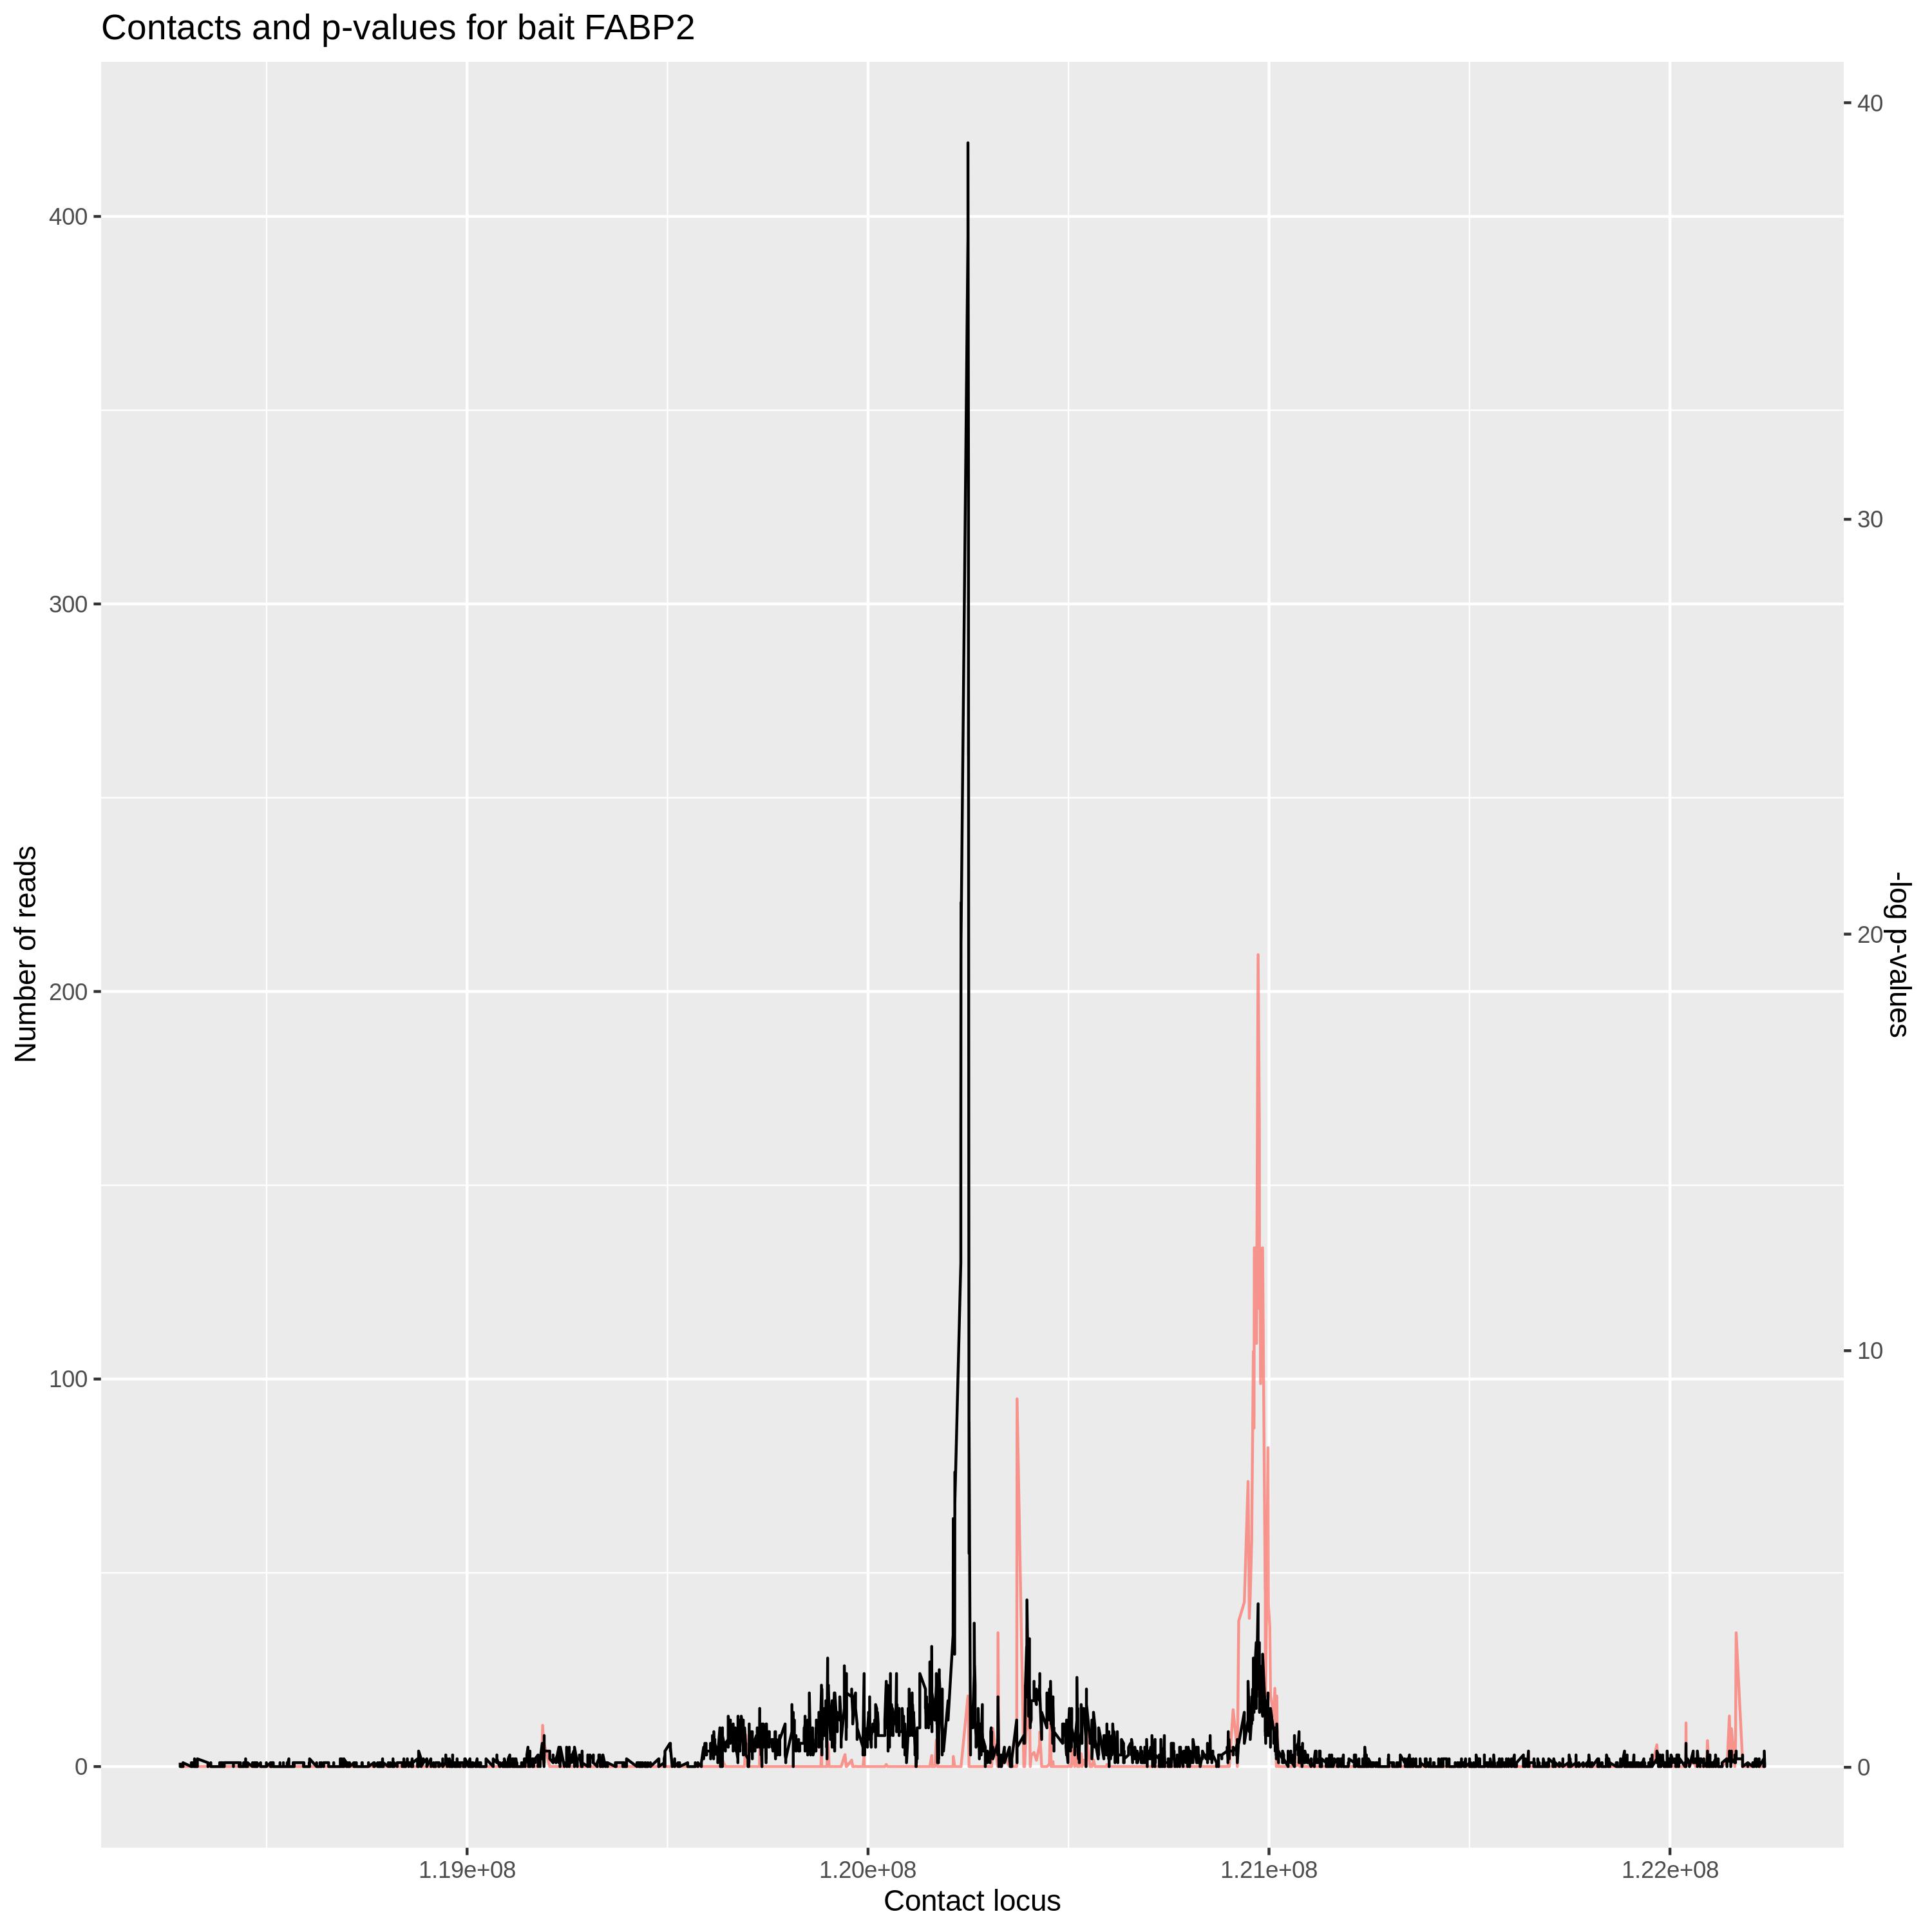 Contacts and p-values for bait FABP2
Number of reads
400
300
200
100
0
40
30
20
10
0
-log p-values
1.19e+08 1.20e+08 1.21e+08 1.22e+08
Contact locus